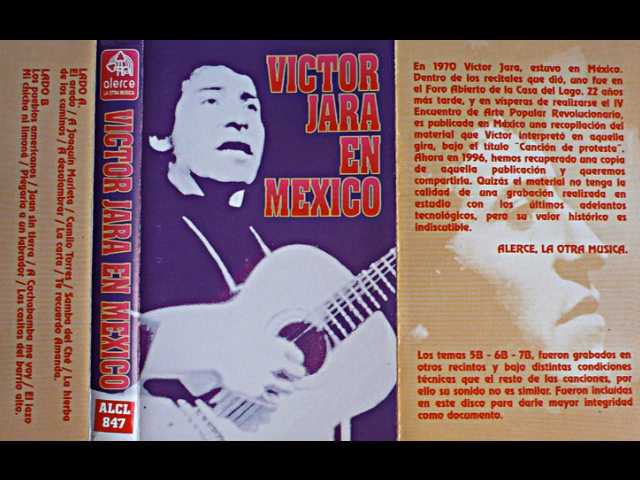 LADO A.
El arado / A Joaquin Murieta / Camilo Torres / Samba del Ché / La hierba
de los caminos / A desalambrar / La carta / Te recuerdo Amanda.
LADO B
Los pueblos americanos / Juan sin tierra / A Cochabamba me voy / El lazo
Ni chicha ni limoná / Plegaria a un labrador / Las casitas del barrio alto.
alerce
LA OTRA MUSICA
VICTOR JARA EN MEXICO
ALCL
847
VICTOR
JARA
EN
MEXICO
En 1970 Víctor Jara, estuvo en México.
Dentro de los recitales que dió, uno fue en
el Foro Abierto de la Casa del Lago. 22 años
más tarde, y en vísperas de realizarse el IV
Encuentro de Arte Popular Revolucionario,
es publicada en México una recopilación del
material que Víctor interpretó en aquella
gira, bajo el título "Canción de protesta".
Ahora en 1996, hemos recuperado una copia
de aquella publicación y queremos
compartirla. Quizás el material no tenga la
calidad de una grabación realizada en
estudio con los últimos adelantos
tecnológicos, pero su valor histórico es
indiscutible.
ALERCE, LA OTRA MUSICA.
Los temas 5B - 6B - 7B, fueron grabados en
otros recintos y bajo distintas condiciones
técnicas que el resto de las canciones, por
ello su sonido no es similar. Fueron incluídas
en este disco para darle mayor integridad
como documento.